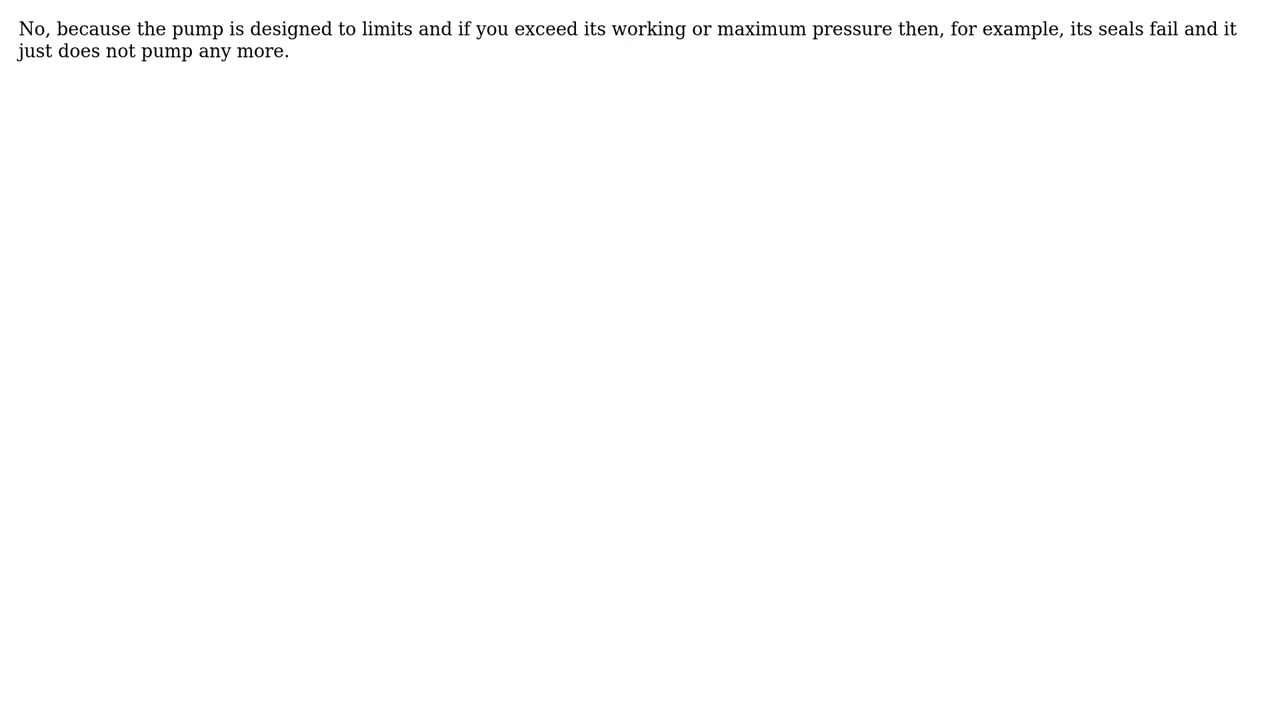 No, because the pump is designed to limits and if you exceed its working or maximum pressure then, for example, its seals fail and it
just does not pump any more.